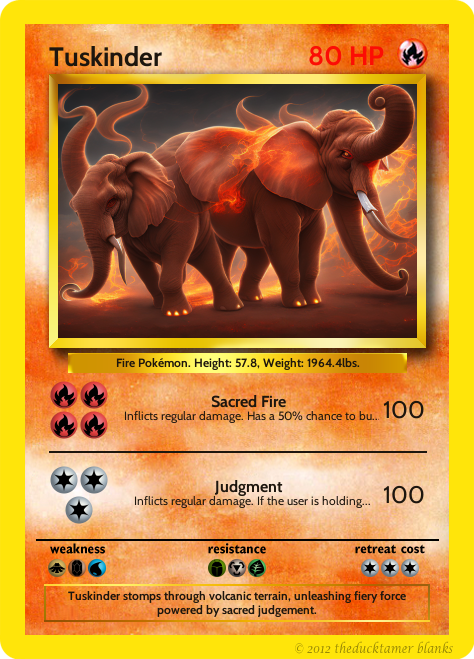 Tuskinder 80 HP
Fire Pokémon. Height: 57.8, Weight: 1964.4lbs.
Sacred Fire
Inflicts regular damage. Has a 50% chance to bu... 100
Judgment
Inflicts regular damage. If the user is holding... 100
weakness resistance retreat cost
Tuskinder stomps through volcanic terrain, unleashing fiery force
powered by sacred judgement.
© 2012 theducktamer blanks